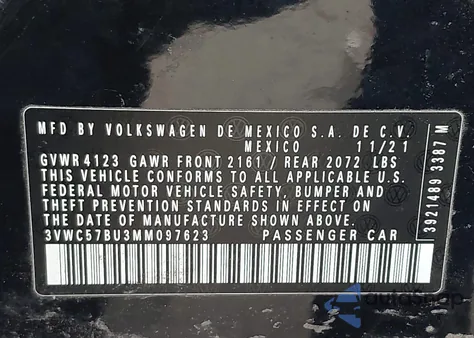 MFD BY VOLKSWAGEN DE MEXICO S.A. DE C.V.
MEXICO 11/21
GVWR 4123 GAWR FRONT 2161 / REAR 2072 LBS
THIS VEHICLE CONFORMS TO ALL APPLICABLE U.S.
FEDERAL MOTOR VEHICLE SAFETY, BUMPER AND
THEFT PREVENTION STANDARDS IN EFFECT ON THE
DATE OF MANUFACTURE SHOWN ABOVE.
3VWC57BU3MM097623 PASSENGER CAR
3921489 3387 M
autoSnap